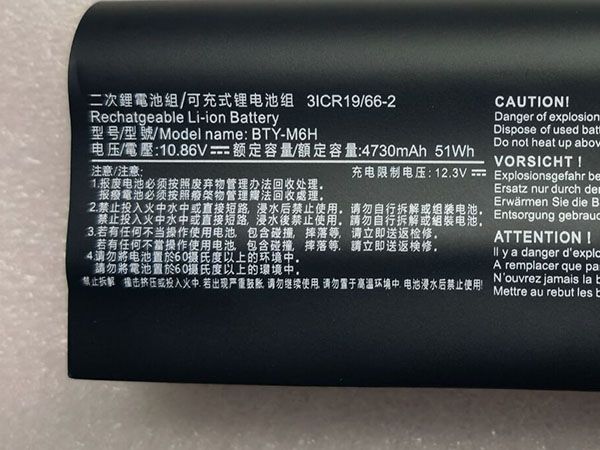 二次鋰電池組/可充式锂电池组 3ICR19/66-2
Rechatgeable Li-ion Battery
型号/型號/Model name: BTY-M6H
电压/電壓:10.86V 额定容量/額定容量:4730mAh 51Wh
注意/注意: 充电限制电压: 12.3V
1.报废电池必须按照废弃物管理办法回收处理。
報廢電池必須按照廢架物管理辦法回收處理。
2.禁止投入火中水中或直接短路,浸水后禁止使用。请勿自行拆解或组装电池。
禁止投入火中水中或直接短路,浸水後禁止使用。請勿自行拆解或組裝電池。
3.若有任何不当操作使用电池,包含碰撞,摔落等,请立即送返检修。
若有任何不當操作使用電池,包含碰撞,摔落等,請立即送返檢修。
4.请勿将电池置於60摄氏度以上的环境中。
請勿將電池置於60攝氏度以上的環境中。
禁止拆解、撞击挤压或投入火中.若出现严重鼓胀.请勿继续使用.请勿置于高温环境中.电池浸水后禁止使用。
CAUTION!
Danger of explosion
Dispose of used batt
Do not heat up above
VORSICHT !
Explosionsgefahr be
Ersatz nur durch den
Erwärmen Sie die B
Entsorgung gebrauc
ATTENTION !
Il y a danger d'explo
A remplacer que pa
N'ouvrez jamais la b
Mettre au rebut les b